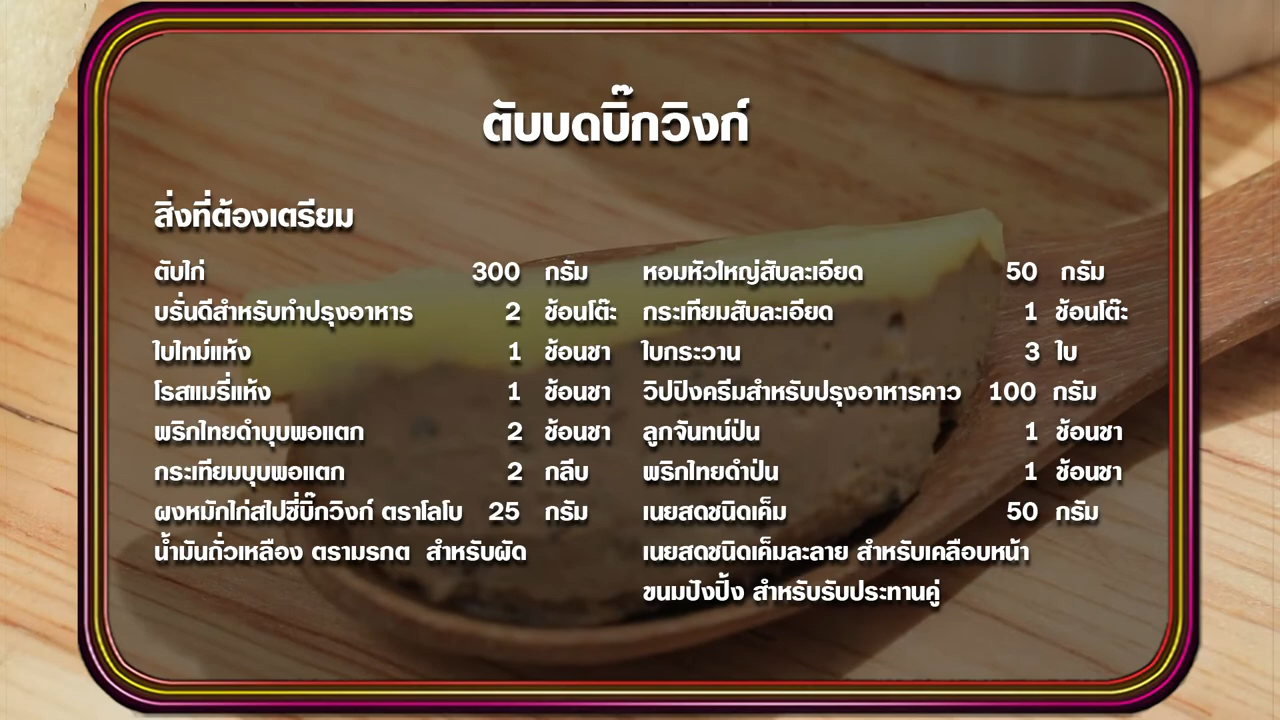 ตับบดบิ๊กวิงก์
สิ่งที่ต้องเตรียม
ตับไก่ 300 กรัม
บรั่นดีสำหรับทำปรุงอาหาร 2 ช้อนโต๊ะ
ใบไทม์แห้ง 1 ช้อนชา
โรสแมรี่แห้ง 1 ช้อนชา
พริกไทยดำบุบพอแตก 2 ช้อนชา
กระเทียมบุบพอแตก 2 กลีบ
ผงหมักไก่สไปซี่บิ๊กวิงก์ ตราโลโบ 25 กรัม
น้ำมันถั่วเหลือง ตรามรกต สำหรับผัด
หอมหัวใหญ่สับละเอียด 50 กรัม
กระเทียมสับละเอียด 1 ช้อนโต๊ะ
ใบกระวาน 3 ใบ
วิปปิงครีมสำหรับปรุงอาหารคาว 100 กรัม
ลูกจันทน์ป่น 1 ช้อนชา
พริกไทยดำป่น 1 ช้อนชา
เนยสดชนิดเค็ม 50 กรัม
เนยสดชนิดเค็มละลาย สำหรับเคลือบหน้า
ขนมปังปิ้ง สำหรับรับประทานคู่